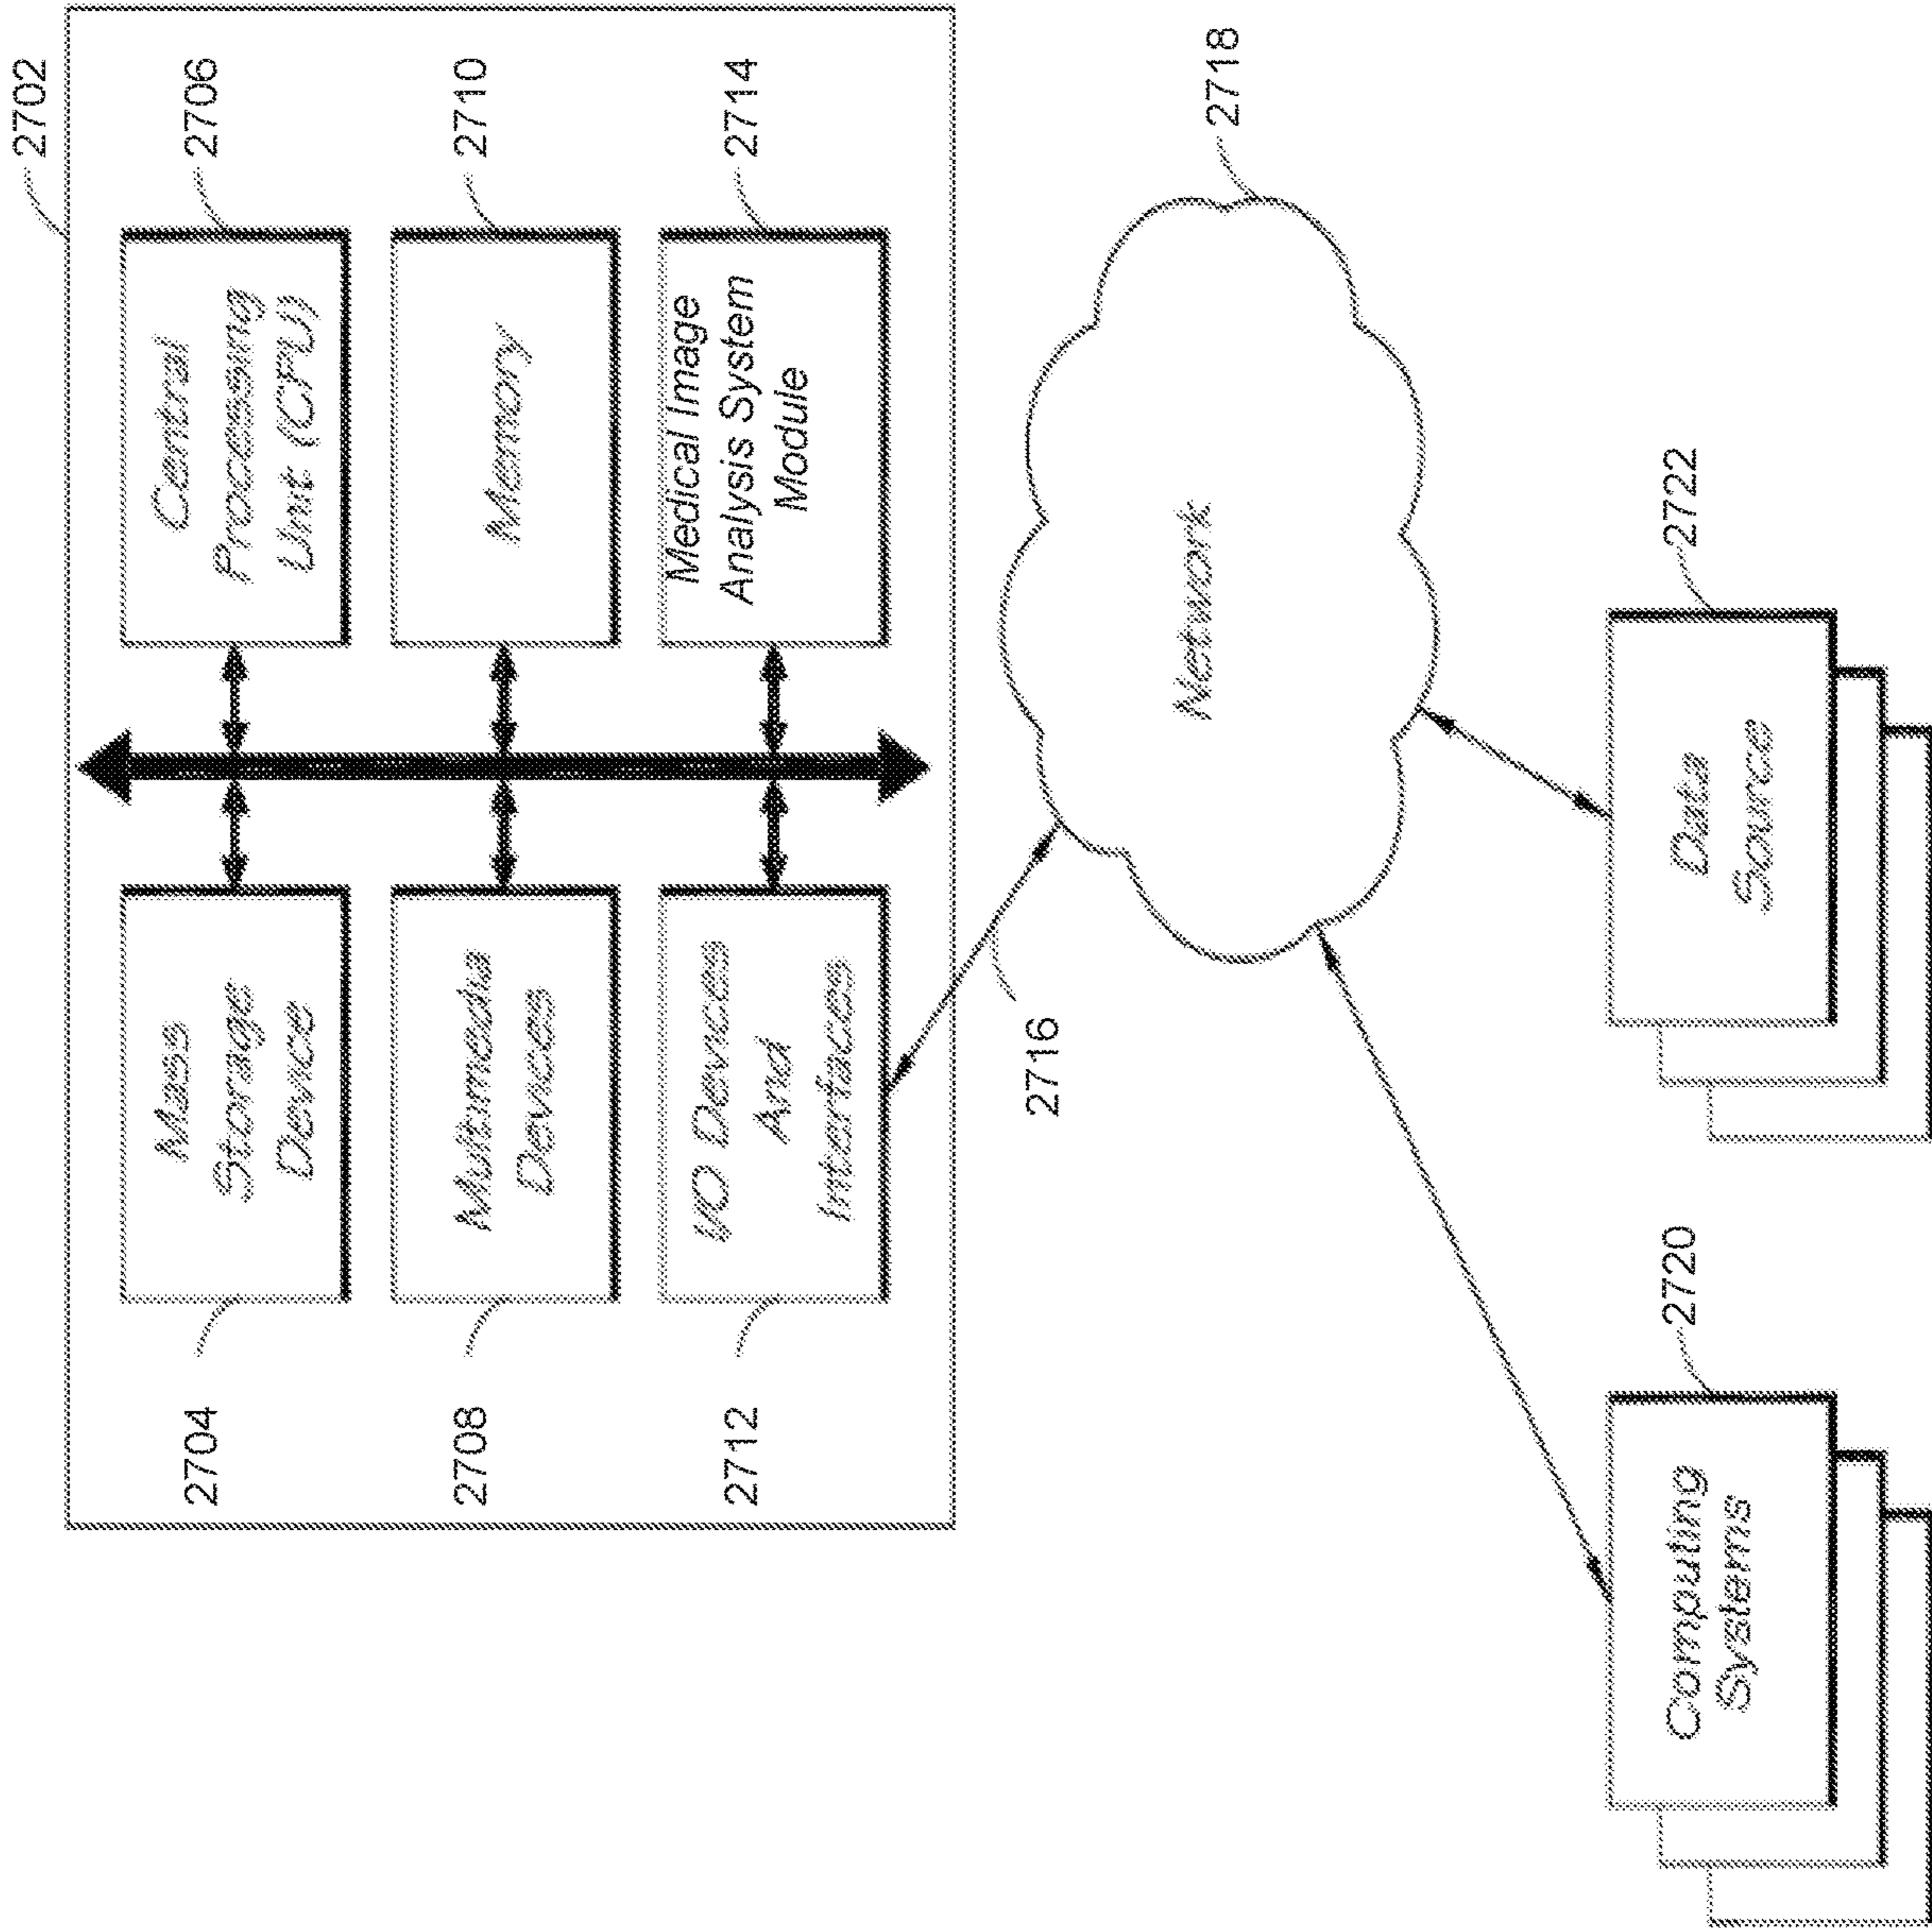 2702
2704
Mass
Storage
Device
Central
Processing
Unit (CPU)
2706
2708
Multimedia
Devices
Memory
2710
2712
I/O Devices
And
Interfaces
Medical Image
Analysis System
Module
2714
2716
Network
2718
2720
Computing
Systems
2722
Data
Source